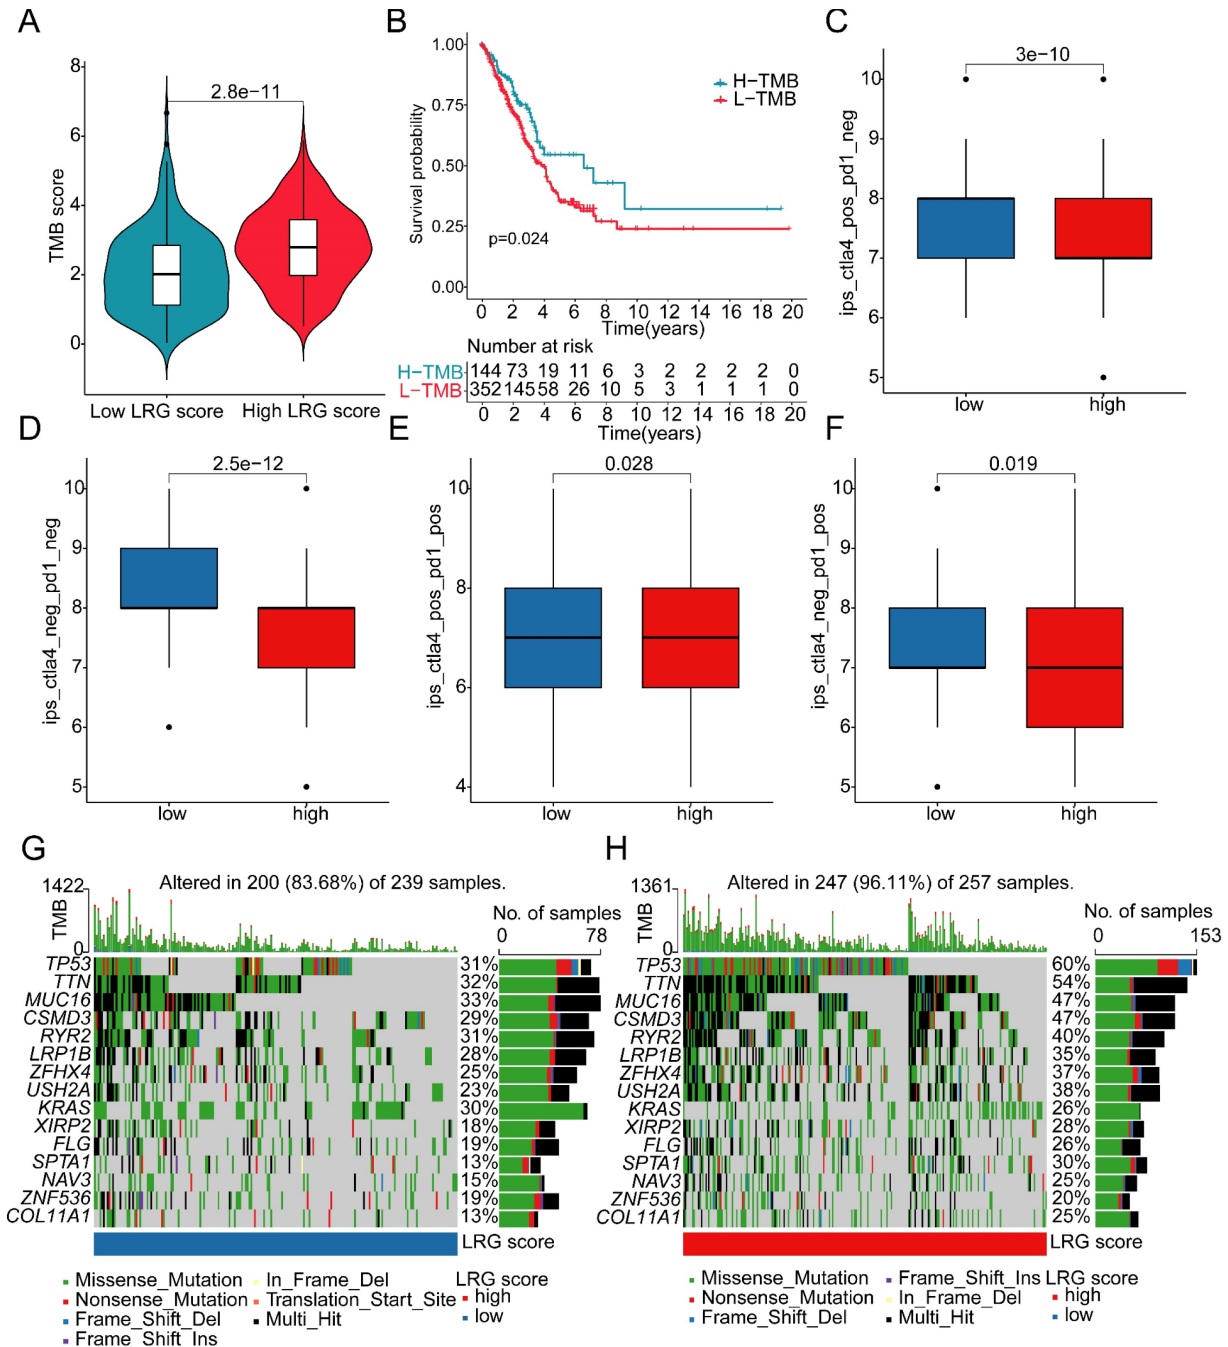 A
8
6
4
2
0
TMB score
2.8e−11
Low LRG score
High LRG score
B
1.00
0.75
0.50
0.25
0.00
Survival probability
H−TMB
L−TMB
p=0.024
0 2 4 6 8 10 12 14 16 18 20
Time(years)
Number at risk
H−TMB 144 73 19 11 6 3 2 2 2 2 0
L−TMB 352 145 58 26 10 5 3 1 1 1 0
0 2 4 6 8 10 12 14 16 18 20
Time(years)
C
10
9
8
7
6
5
ips_ctla4_pos_pd1_neg
3e−10
low
high
D
10
9
8
7
6
5
ips_ctla4_neg_pd1_neg
2.5e−12
low
high
E
10
8
6
4
ips_ctla4_pos_pd1_pos
0.028
low
high
F
10
9
8
7
6
5
ips_ctla4_neg_pd1_pos
0.019
low
high
G
Altered in 200 (83.68%) of 239 samples.
1422
0
TMB
No. of samples
0 78
TP53 31%
TTN 32%
MUC16 33%
CSMD3 29%
RYR2 31%
LRP1B 28%
ZFHX4 25%
USH2A 23%
KRAS 30%
XIRP2 18%
FLG 19%
SPTA1 13%
NAV3 15%
ZNF536 19%
COL11A1 13%
LRG score
Missense_Mutation
Nonsense_Mutation
Frame_Shift_Del
Frame_Shift_Ins
In_Frame_Del
Translation_Start_Site
Multi_Hit
LRG score
high
low
H
Altered in 247 (96.11%) of 257 samples.
1361
0
TMB
No. of samples
0 153
TP53 60%
TTN 54%
MUC16 47%
CSMD3 47%
RYR2 40%
LRP1B 35%
ZFHX4 37%
USH2A 38%
KRAS 26%
XIRP2 28%
FLG 26%
SPTA1 30%
NAV3 25%
ZNF536 20%
COL11A1 25%
LRG score
Missense_Mutation
Nonsense_Mutation
Frame_Shift_Del
Frame_Shift_Ins
In_Frame_Del
Multi_Hit
LRG score
high
low